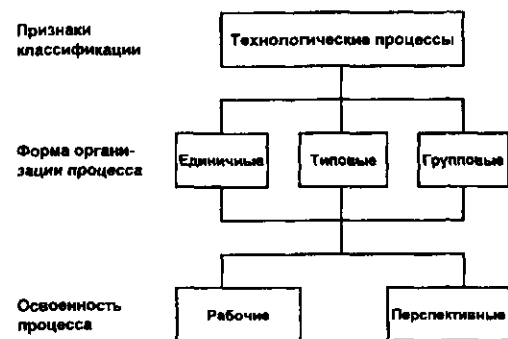 Признаки
классификации
Технологические процессы
Форма органи-
зации процесса
Единичные
Типовые
Групповые
Освоенность
процесса
Рабочие
Перспективные